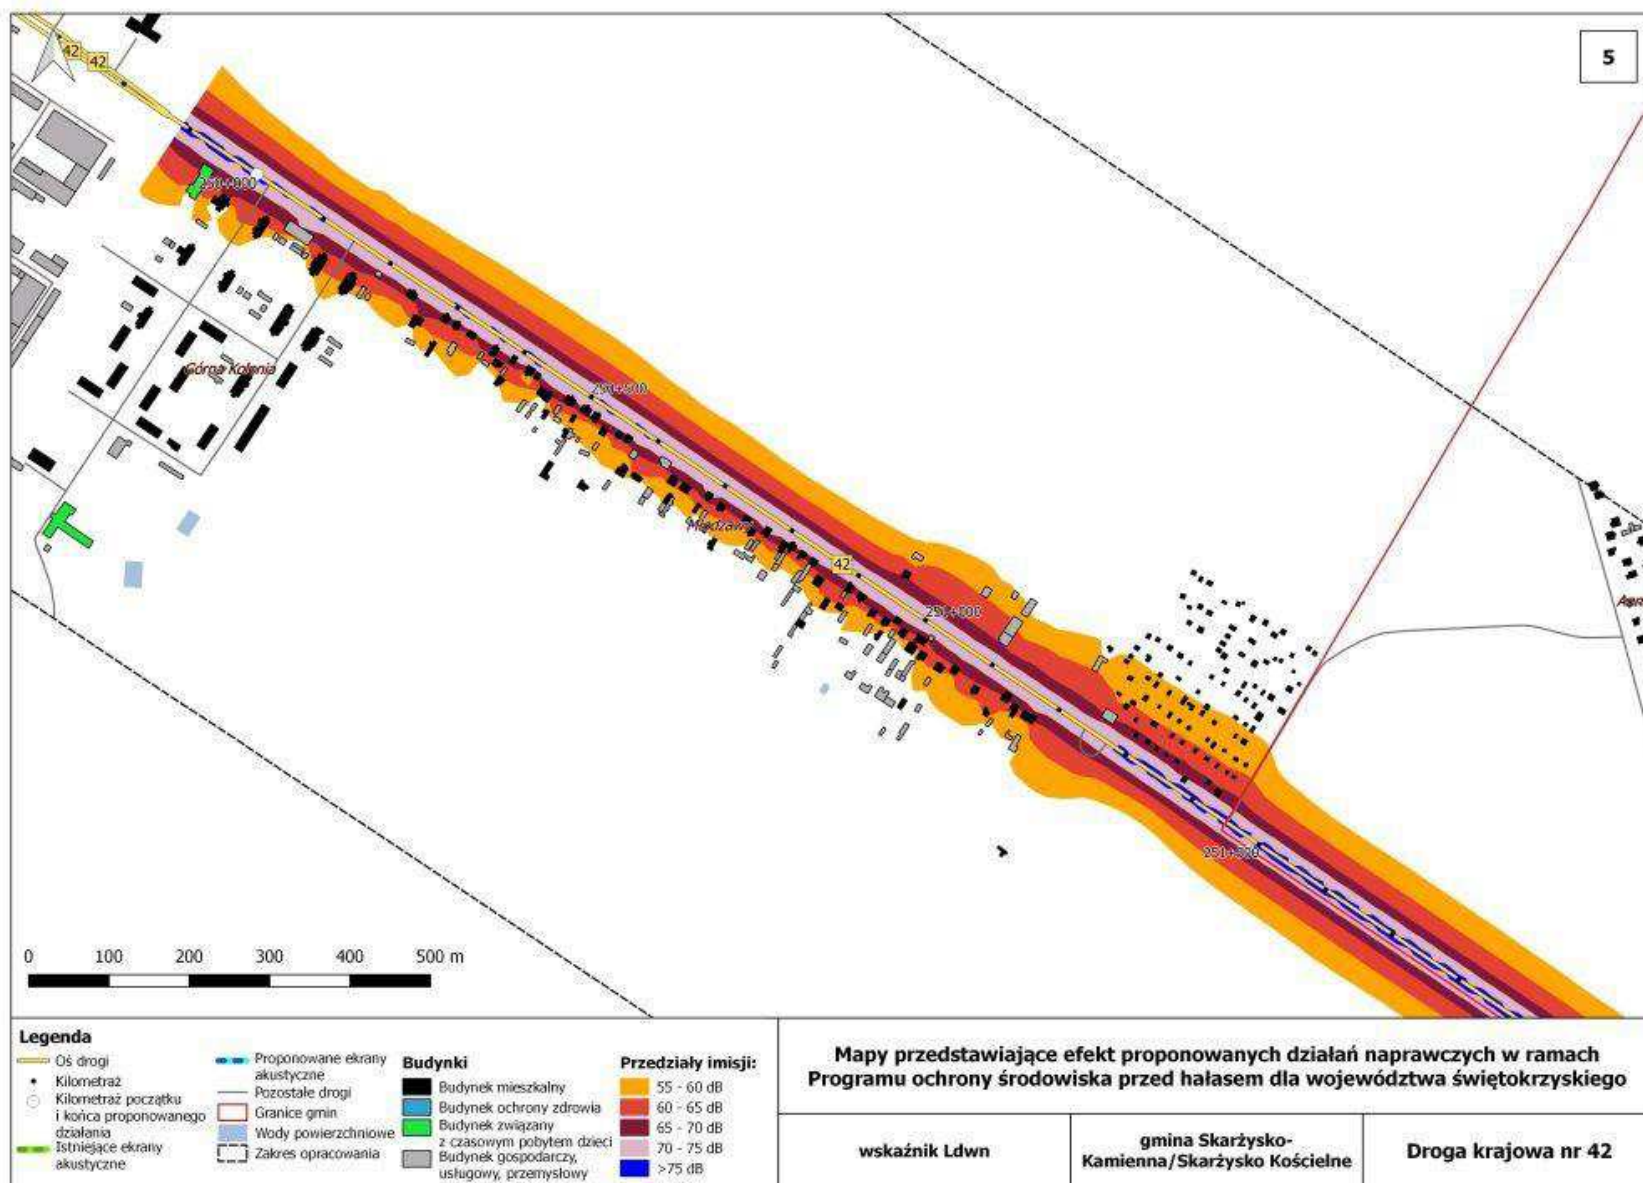 5
42
42
250+000
Górna Kolonia
250+500
42
251+000
251+500
0 100 200 300 400 500 m
Legenda
Oś drogi
Kilometraż
Kilometraż początku
i końca proponowanego
działania
Istniejące ekrany
akustyczne
Proponowane ekrany
akustyczne
Pozostałe drogi
Granice gmin
Wody powierzchniowe
Zakres opracowania
Budynki
Budynek mieszkalny
Budynek ochrony zdrowia
Budynek związany
z czasowym pobytem dzieci
Budynek gospodarczy,
usługowy, przemysłowy
Przedziały imisji:
55 - 60 dB
60 - 65 dB
65 - 70 dB
70 - 75 dB
>75 dB
Mapy przedstawiające efekt proponowanych działań naprawczych w ramach
Programu ochrony środowiska przed hałasem dla województwa świętokrzyskiego
wskaźnik Ldwn
gmina Skarżysko-
Kamienna/Skarżysko Kościelne
Droga krajowa nr 42